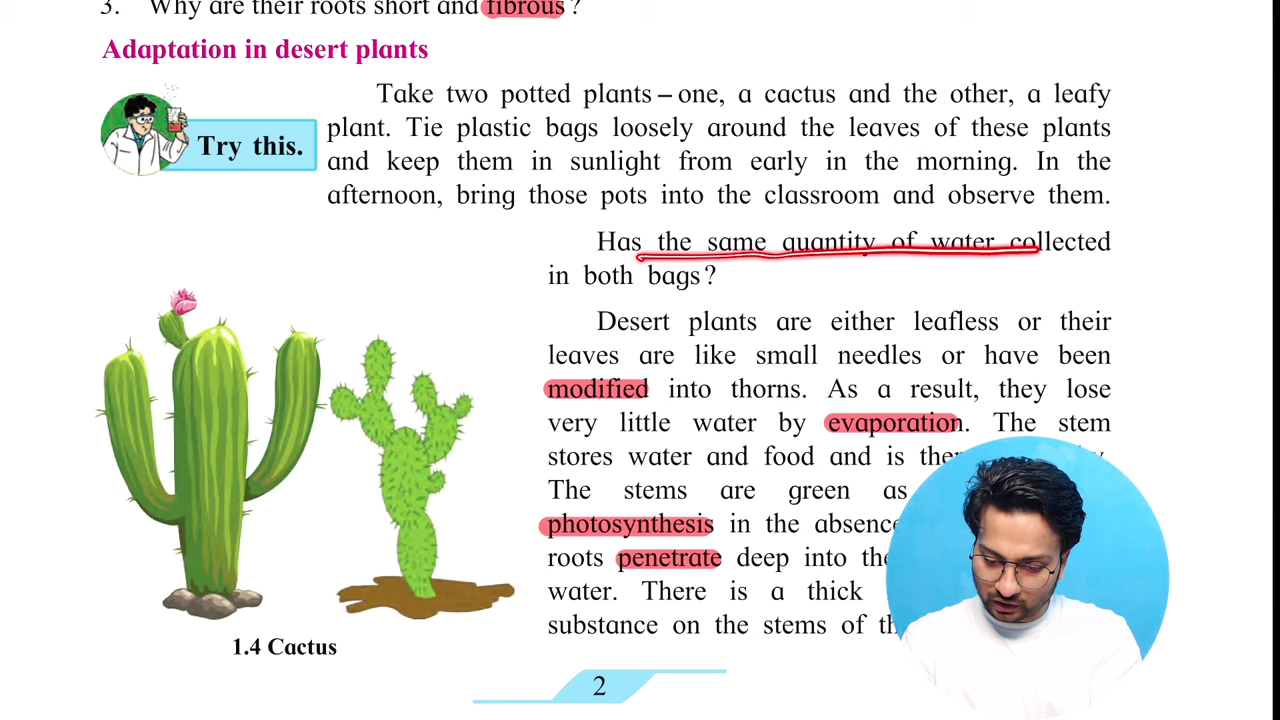 3. Why are their roots short and fibrous?
Adaptation in desert plants
Try this.
Take two potted plants – one, a cactus and the other, a leafy
plant. Tie plastic bags loosely around the leaves of these plants
and keep them in sunlight from early in the morning. In the
afternoon, bring those pots into the classroom and observe them.
Has the same quantity of water collected
in both bags?
Desert plants are either leafless or their
leaves are like small needles or have been
modified into thorns. As a result, they lose
very little water by evaporation. The stem
stores water and food and is
The stems are green as
photosynthesis in the
roots penetrate deep into
water. There is a thick
substance on the stems of
1.4 Cactus
2